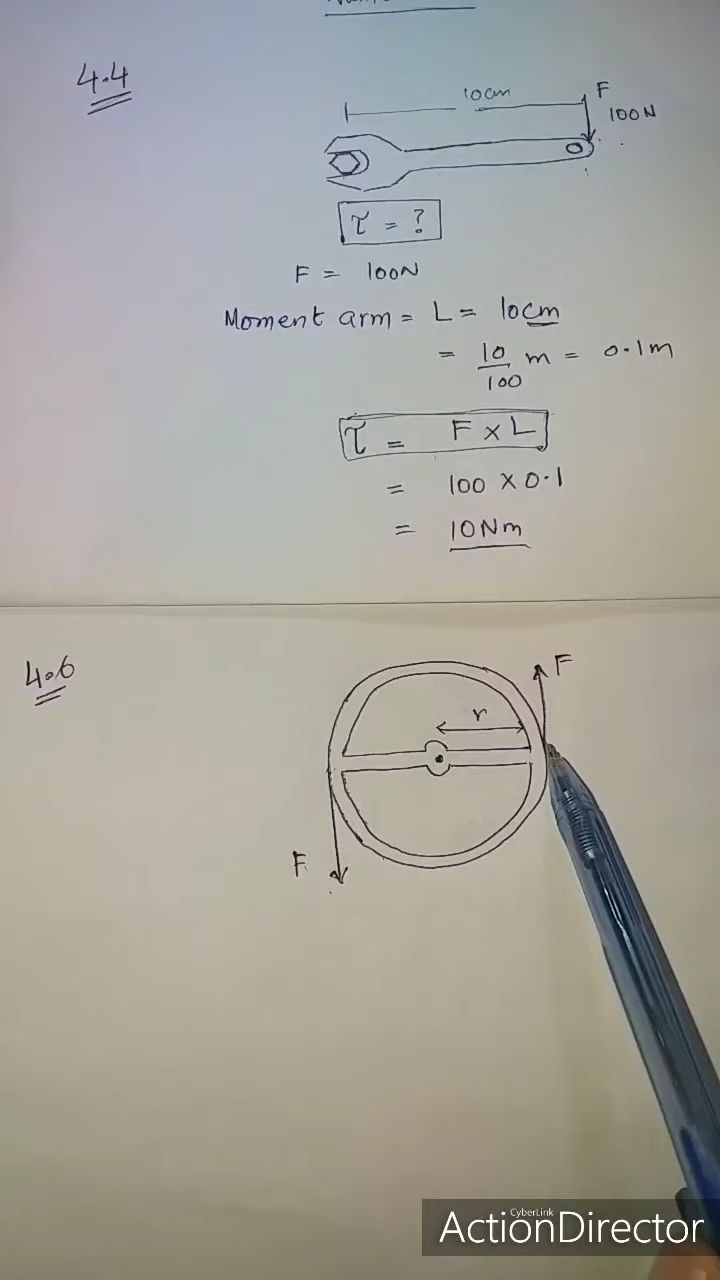 4.4
10cm
F
100N
τ = ?
F = 100N
Moment arm = L = 10cm
= 10/100 m = 0.1m
τ = F × L
= 100 × 0.1
= 10Nm
4.6
F
r
F
CyberLink
ActionDirector